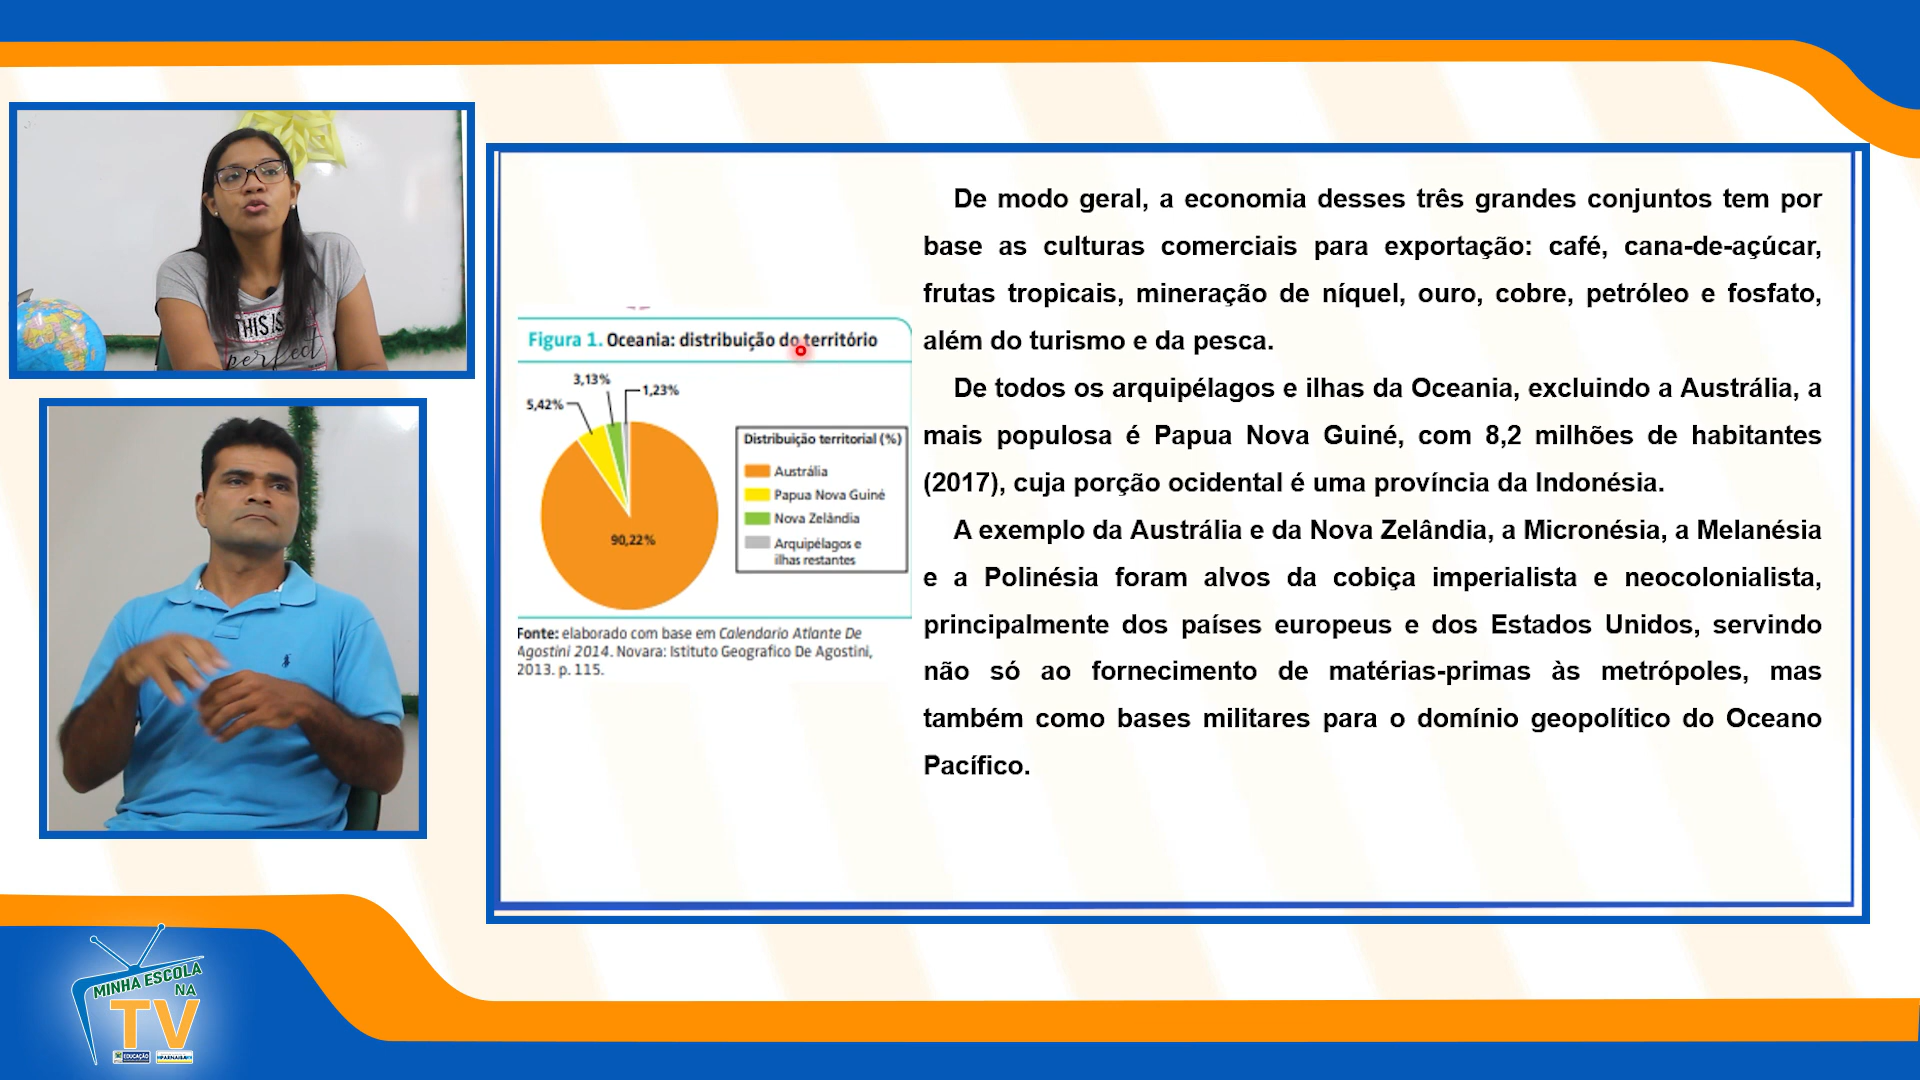 THIS IS
perfect
Figura 1. Oceania: distribuição do território
3,13%
1,23%
5,42%
90,22%
Distribuição territorial (%)
Austrália
Papua Nova Guiné
Nova Zelândia
Arquipélagos e
ilhas restantes
Fonte: elaborado com base em Calendario Atlante De
Agostini 2014. Novara: Istituto Geografico De Agostini,
2013. p. 115.
De modo geral, a economia desses três grandes conjuntos tem por
base as culturas comerciais para exportação: café, cana-de-açúcar,
frutas tropicais, mineração de níquel, ouro, cobre, petróleo e fosfato,
além do turismo e da pesca.
De todos os arquipélagos e ilhas da Oceania, excluindo a Austrália, a
mais populosa é Papua Nova Guiné, com 8,2 milhões de habitantes
(2017), cuja porção ocidental é uma província da Indonésia.
A exemplo da Austrália e da Nova Zelândia, a Micronésia, a Melanésia
e a Polinésia foram alvos da cobiça imperialista e neocolonialista,
principalmente dos países europeus e dos Estados Unidos, servindo
não só ao fornecimento de matérias-primas às metrópoles, mas
também como bases militares para o domínio geopolítico do Oceano
Pacífico.
MINHA ESCOLA
NA
TV
EDUCAÇÃO
PARNAÍBA